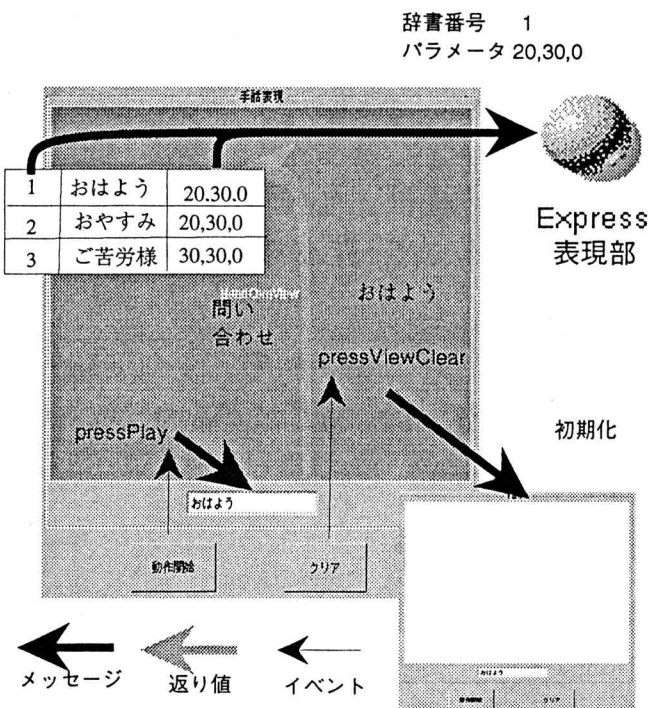 辞書番号 1
パラメータ 20,30,0
手話表現
1 おはよう 20.30.0
2 おやすみ 20,30,0
3 ご苦労様 30,30,0
Express
表現部
おはよう
問い
合わせ
pressViewClear
初期化
pressPlay
おはよう
動作開始
クリア
おはよう
動作開始
クリア
メッセージ
返り値
イベント